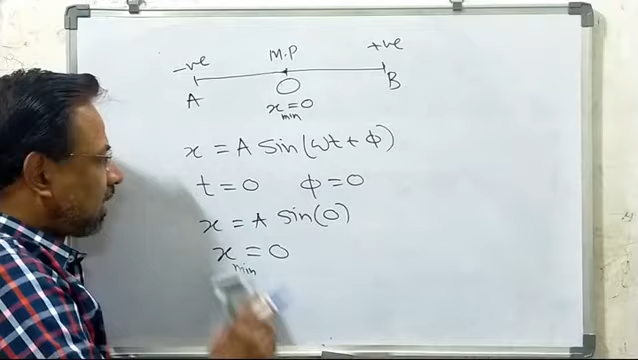 -ve M.P +ve
A O B
x=0
min
x = A sin(ωt + φ)
t = 0 φ = 0
x = A sin(0)
x = 0
min